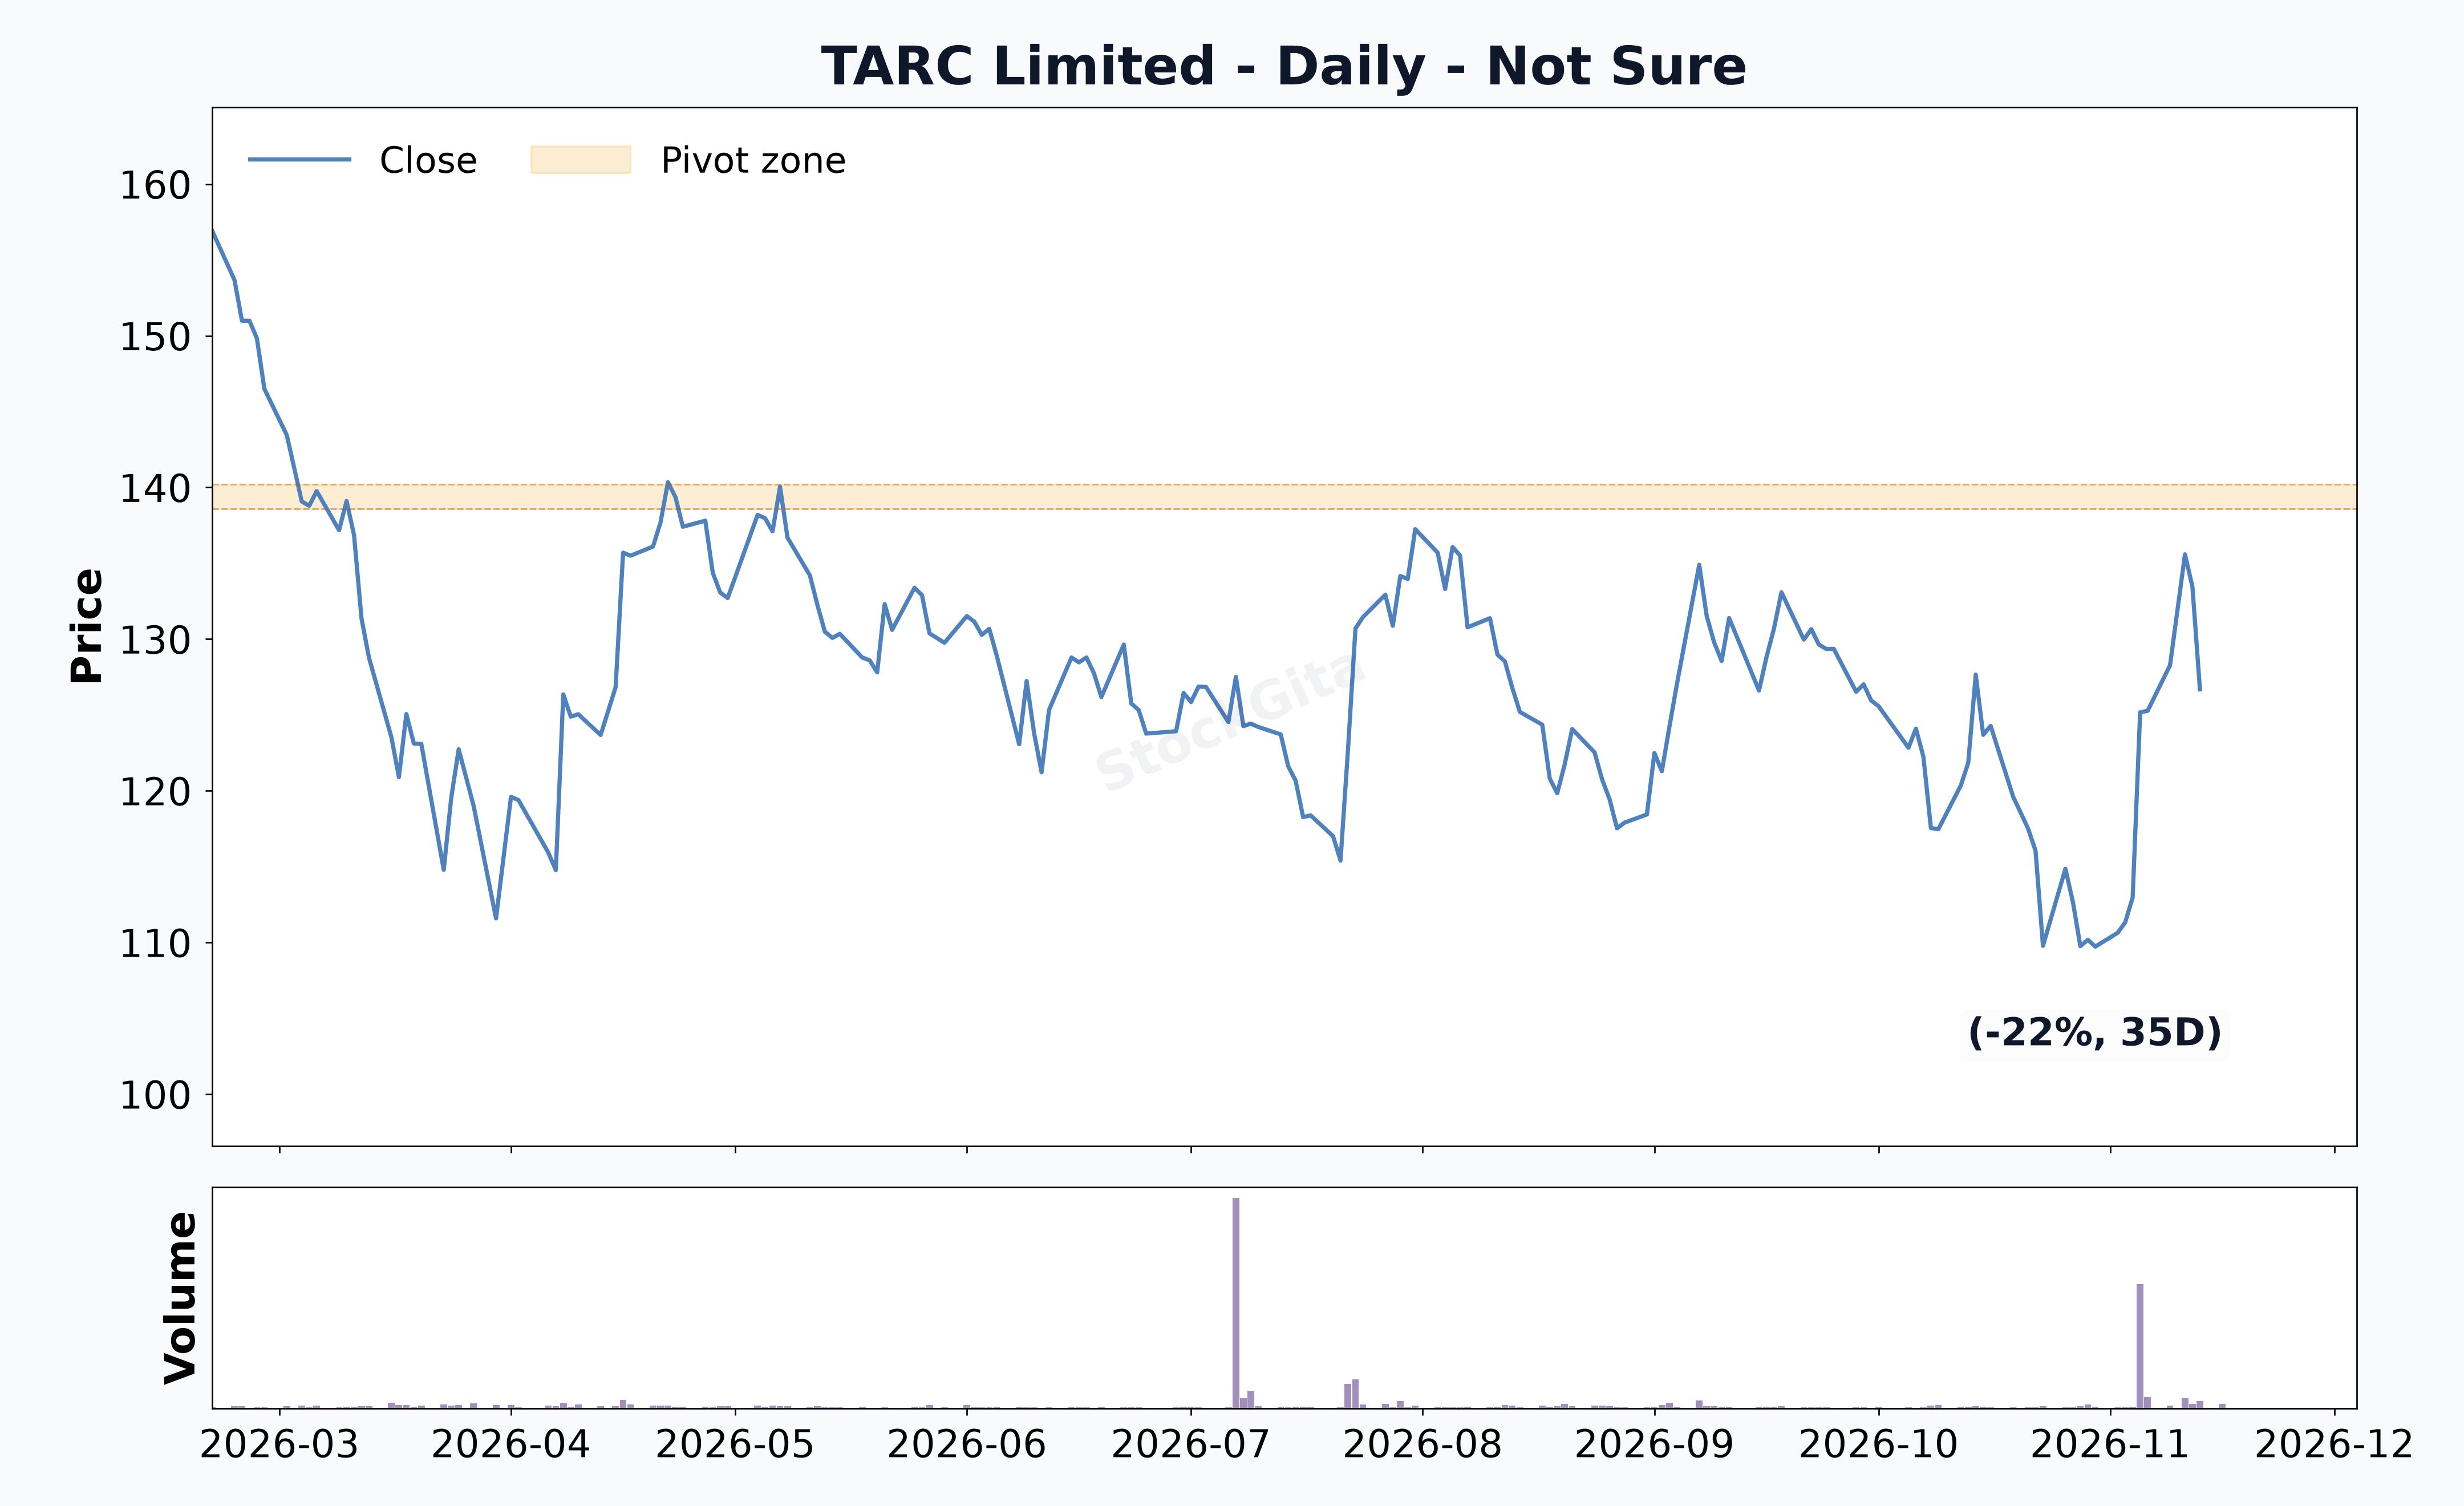 TARC Limited - Daily - Not Sure
Close
Pivot zone
160
150
140
130
120
110
100
Price
StockGita
(-22%, 35D)
Volume
2026-03
2026-04
2026-05
2026-06
2026-07
2026-08
2026-09
2026-10
2026-11
2026-12